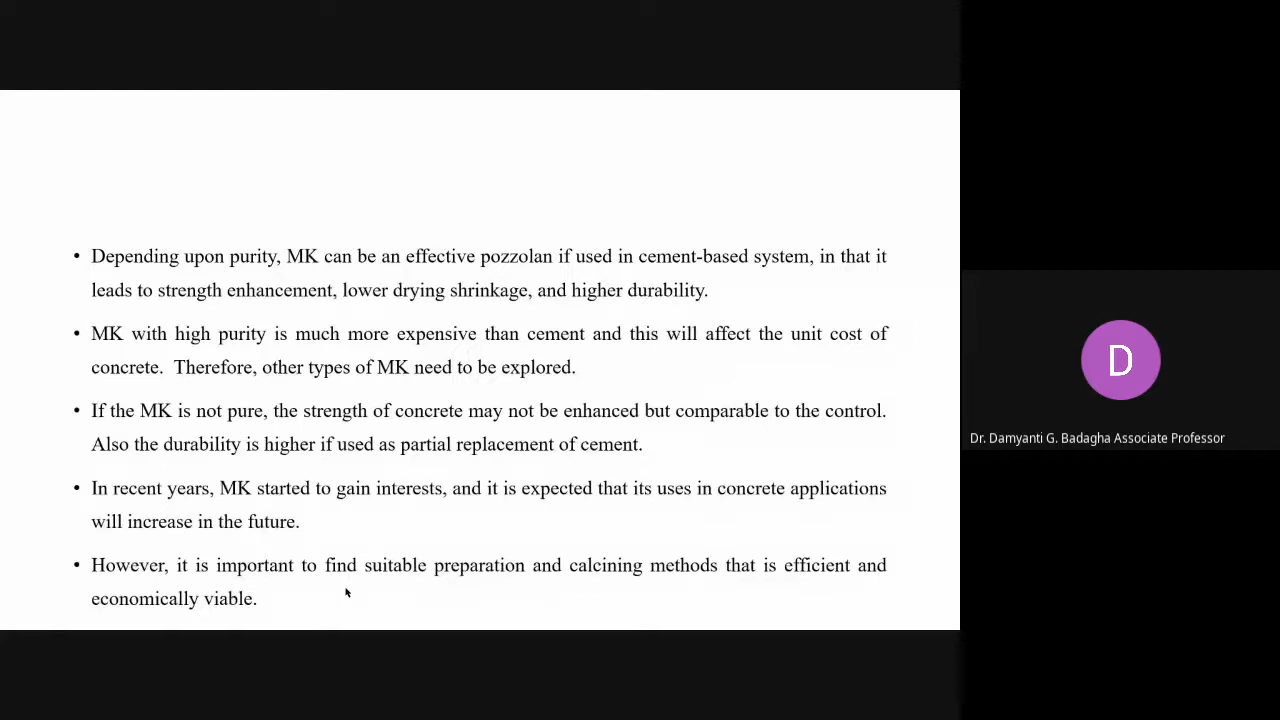 • Depending upon purity, MK can be an effective pozzolan if used in cement-based system, in that it
leads to strength enhancement, lower drying shrinkage, and higher durability.
• MK with high purity is much more expensive than cement and this will affect the unit cost of
concrete.  Therefore, other types of MK need to be explored.
• If the MK is not pure, the strength of concrete may not be enhanced but comparable to the control.
Also the durability is higher if used as partial replacement of cement.
• In recent years, MK started to gain interests, and it is expected that its uses in concrete applications
will increase in the future.
• However, it is important to find suitable preparation and calcining methods that is efficient and
economically viable.
D
Dr. Damyanti G. Badagha Associate Professor